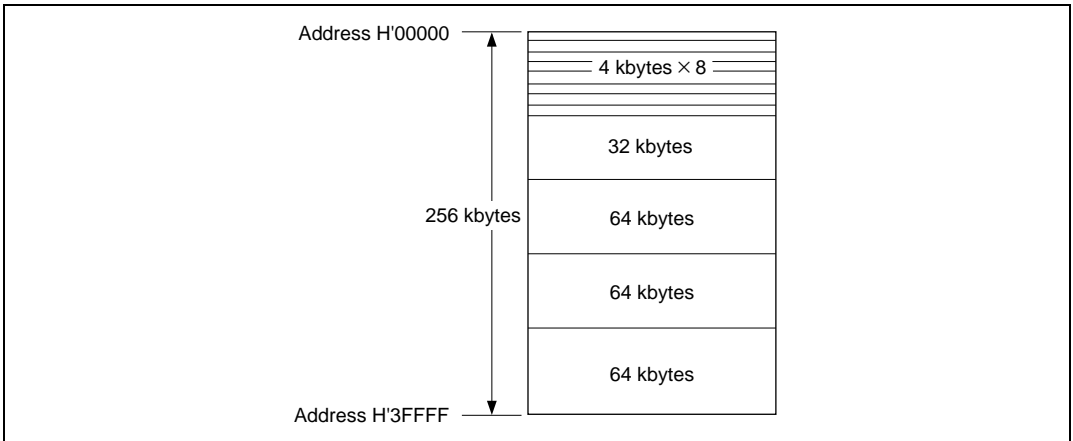 Address H'00000
4 kbytes × 8
32 kbytes
256 kbytes
64 kbytes
64 kbytes
64 kbytes
Address H'3FFFF